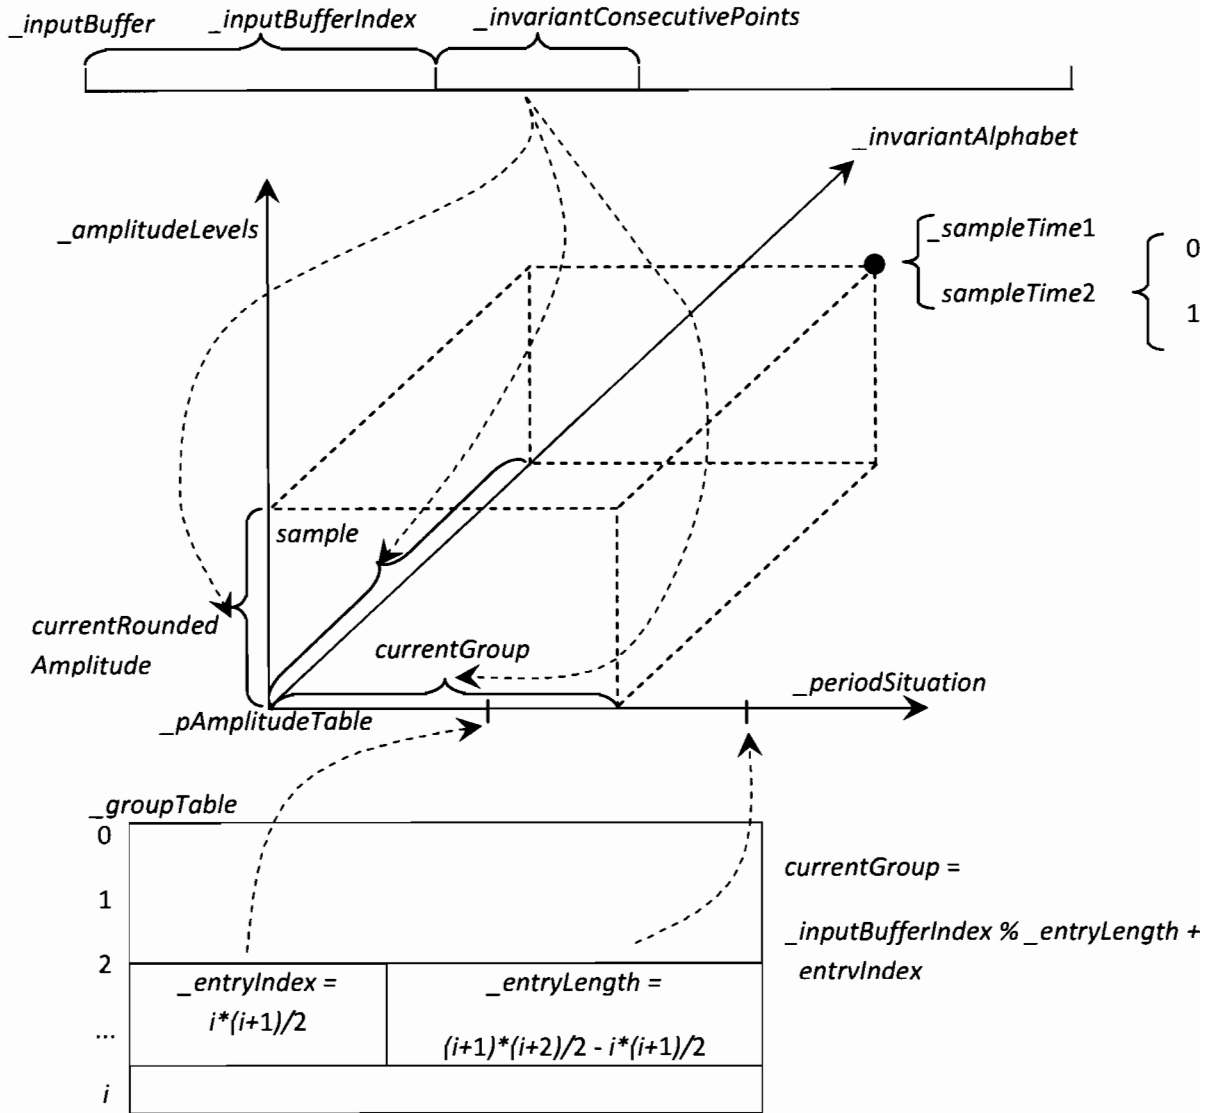 _inputBuffer _inputBufferIndex _invariantConsecutivePoints
_invariantAlphabet
_amplitudeLevels
_sampleTime1
0
sampleTime2
1
sample
currentRounded
Amplitude
currentGroup
_periodSituation
_pAmplitudeTable
_groupTable
0
currentGroup =
1
_inputBufferIndex % _entryLength +
entryIndex
2
_entryIndex =
i*(i+1)/2
_entryLength =
(i+1)*(i+2)/2 - i*(i+1)/2
...
i